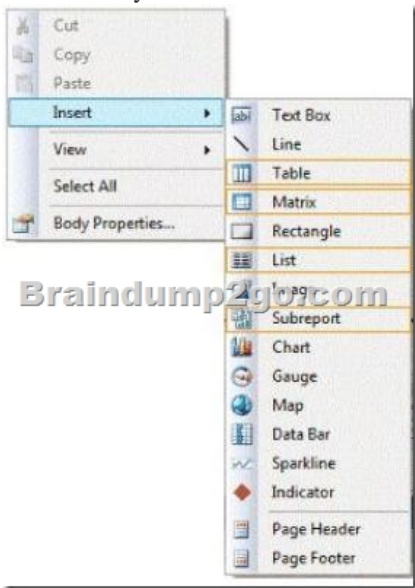 Cut
Copy
Paste
Insert
View
Select All
Body Properties...
Text Box
Line
Table
Matrix
Rectangle
List
Image
Subreport
Chart
Gauge
Map
Data Bar
Sparkline
Indicator
Page Header
Page Footer
Braindump2go.com